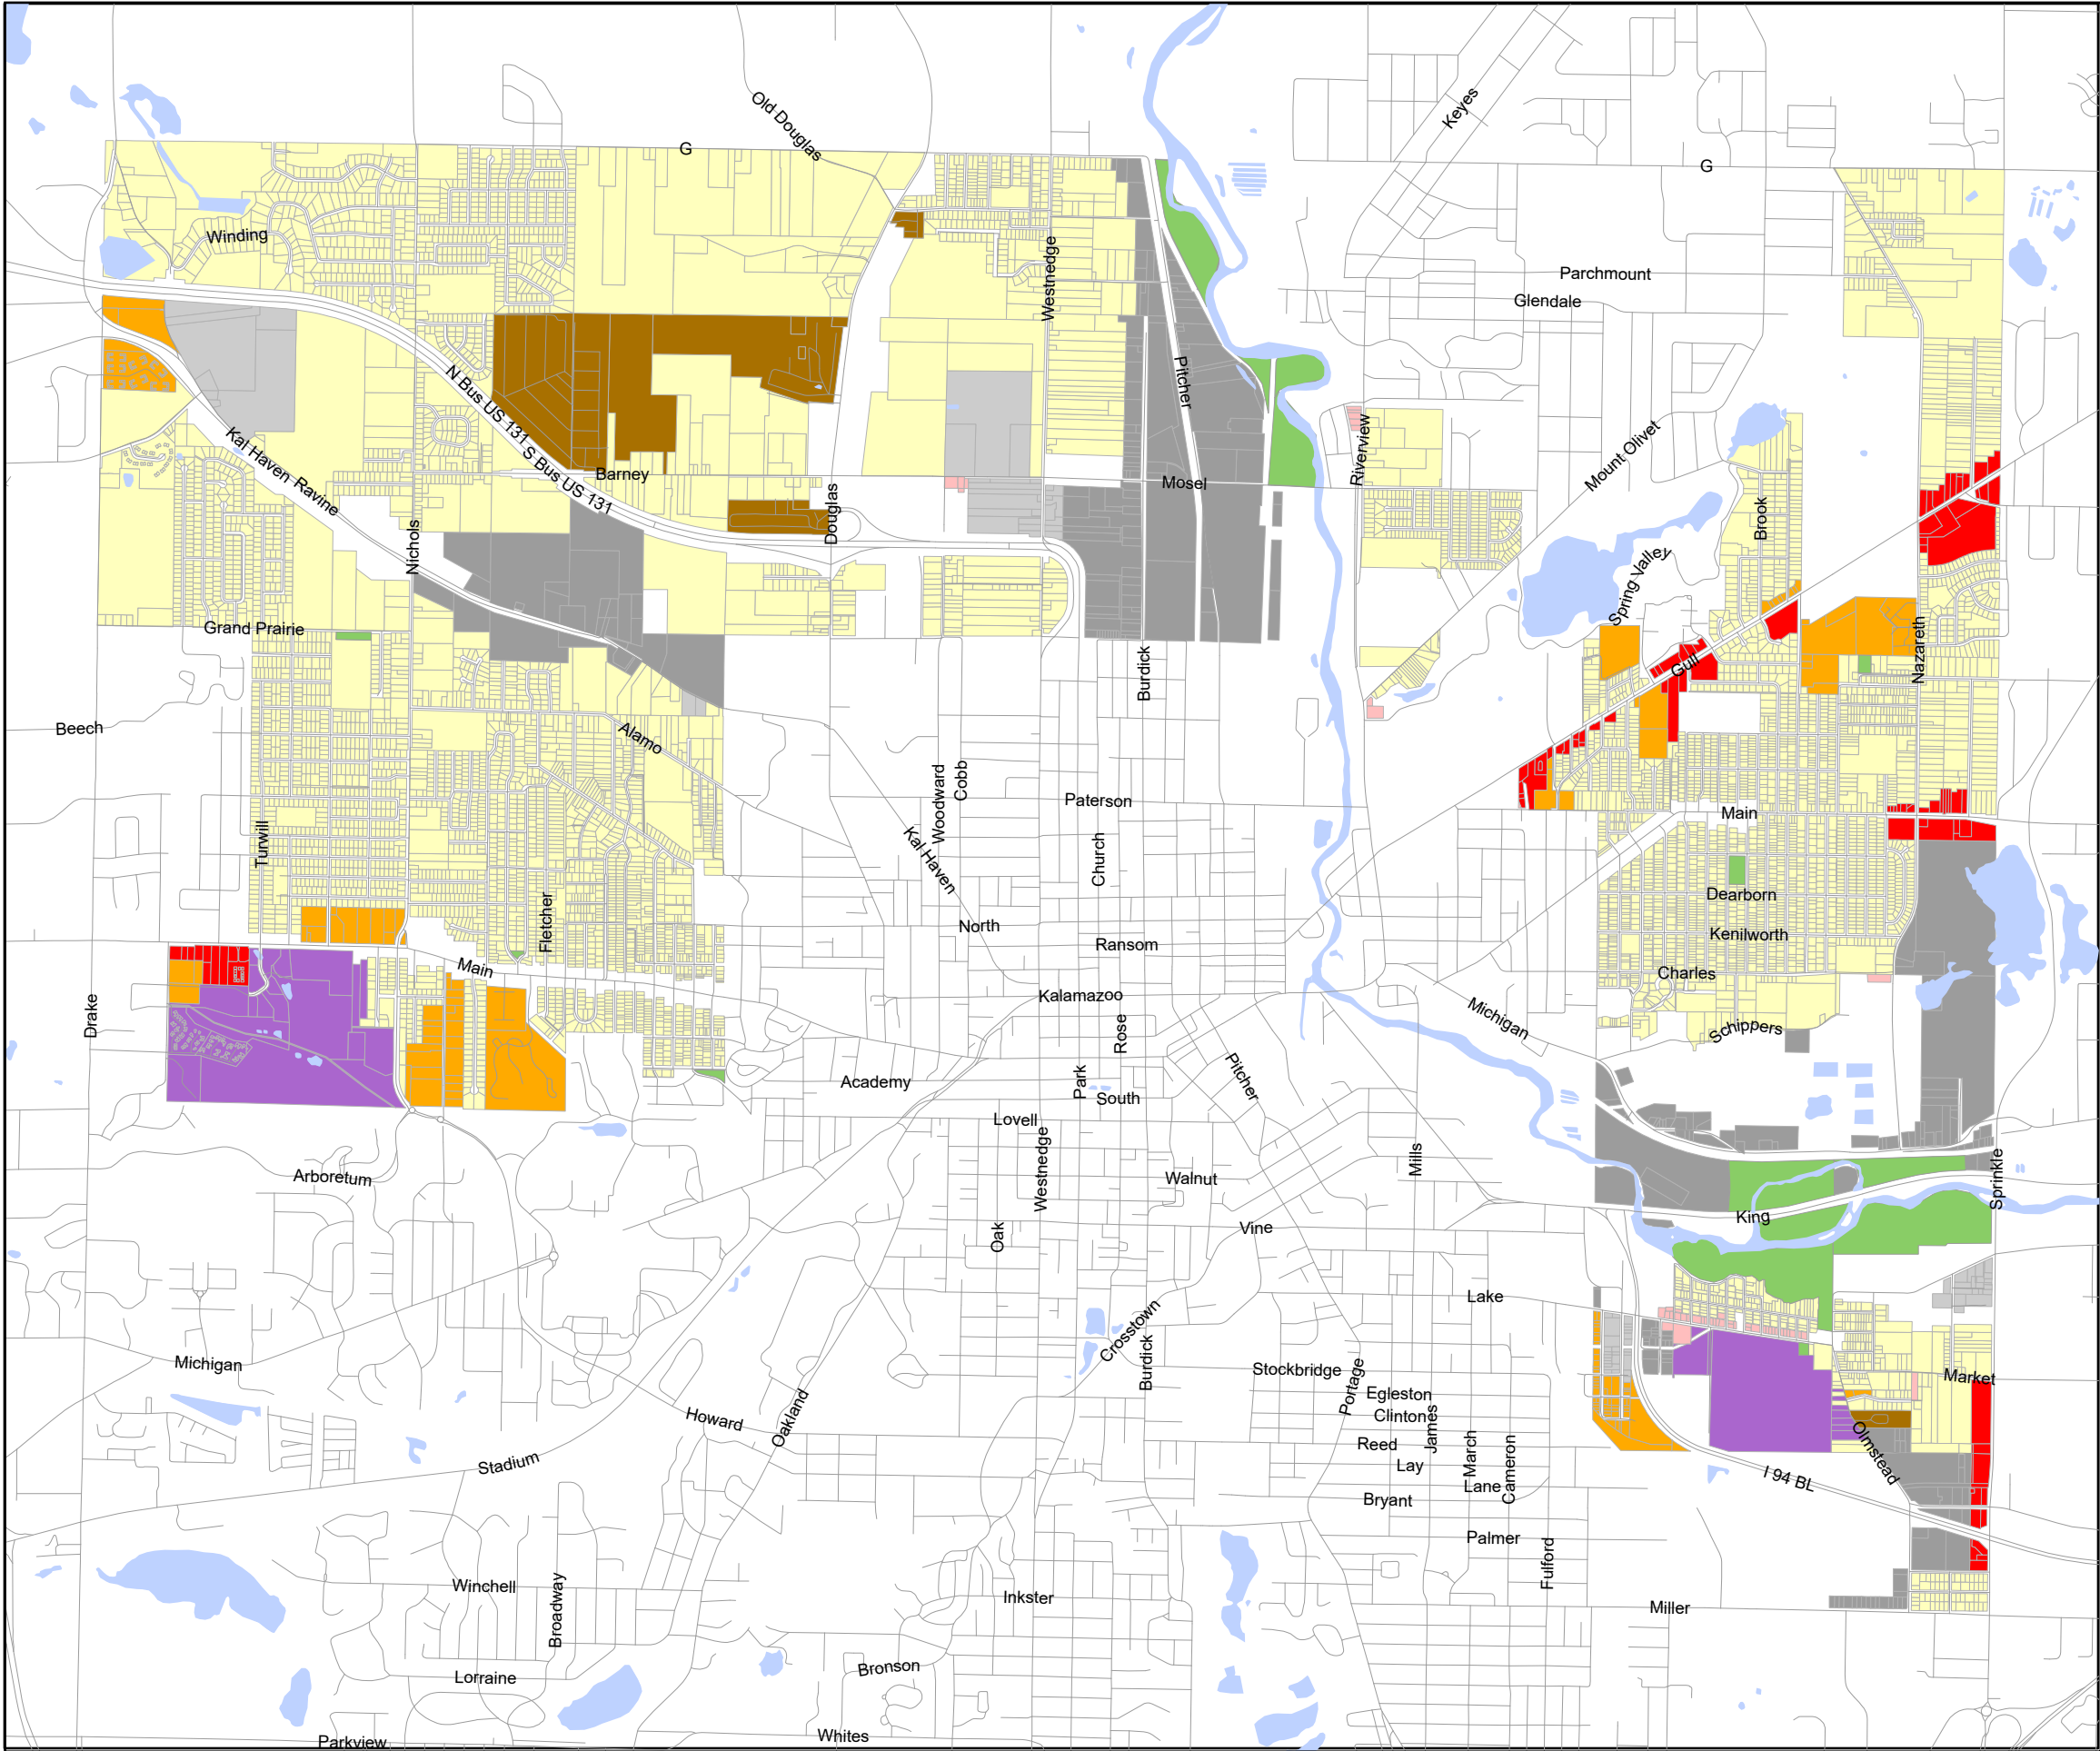 Old Douglas
Keyes
G
G
Winding
Westnedge
Parchmount
Glendale
N Bus US 131
S Bus US 131
Pitcher
Kal Haven
Ravine
Barney
Mosel
Riverview
Mount Olivet
Douglas
Nichols
Brook
Spring Valley
Grand Prairie
Gull
Nazareth
Burdick
Beech
Alamo
Woodward
Cobb
Paterson
Main
Turwill
Kal Haven
Church
Dearborn
Fletcher
North
Ransom
Kenilworth
Main
Charles
Drake
Kalamazoo
Michigan
Rose
Schippers
Pitcher
Academy
Park
South
Lovell
Westnedge
Mills
Arboretum
Walnut
Sprinkle
Oak
Vine
King
Lake
Crosstown
Michigan
Burdick
Stockbridge
Portage
Market
Egleston
Clinton
James
Howard
Oakland
Reed
March
Cameron
Olmstead
Stadium
Lay
I 94 BL
Lane
Bryant
Palmer
Fulford
Winchell
Broadway
Inkster
Miller
Lorraine
Bronson
Whites
Parkview